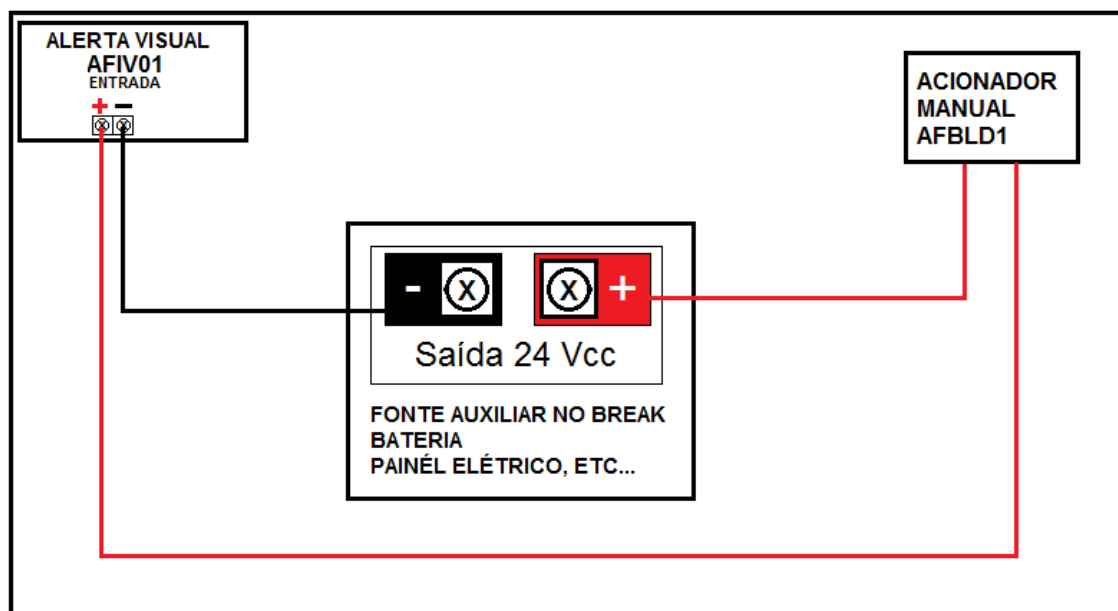 ALERTA VISUAL
AFIV01
ENTRADA
+ −
ACIONADOR
MANUAL
AFBLD1
- X X +
Saída 24 Vcc
FONTE AUXILIAR NO BREAK
BATERIA
PAINÉL ELÉTRICO, ETC...